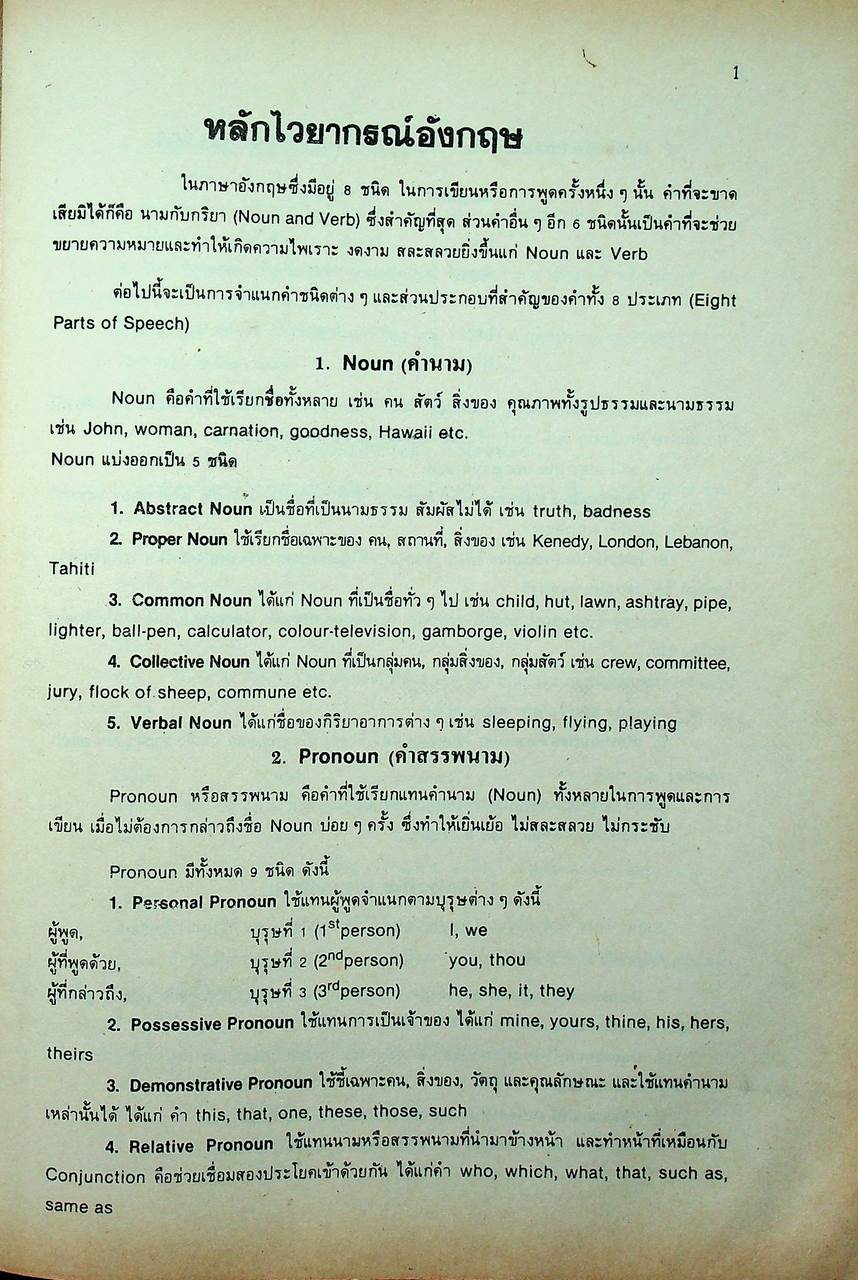 1
หลักไวยากรณ์อังกฤษ
ในภาษาอังกฤษซึ่งมีอยู่ 8 ชนิด ในการเขียนหรือการพูดครั้งหนึ่ง ๆ นั้น คำที่จะขาด
เสียมิได้ก็คือ นามกับกริยา (Noun and Verb) ซึ่งสำคัญที่สุด ส่วนคำอื่น ๆ อีก 6 ชนิดนั้นเป็นคำที่จะช่วย
ขยายความหมายและทำให้เกิดความไพเราะ งดงาม สละสลวยยิ่งขึ้นแก่ Noun และ Verb
ต่อไปนี้จะเป็นการจำแนกคำชนิดต่าง ๆ และส่วนประกอบที่สำคัญของคำทั้ง 8 ประเภท (Eight
Parts of Speech)
1. Noun (คำนาม)
Noun คือคำที่ใช้เรียกชื่อทั้งหลาย เช่น คน สัตว์ สิ่งของ คุณภาพทั้งรูปธรรมและนามธรรม
เช่น John, woman, carnation, goodness, Hawaii etc.
Noun แบ่งออกเป็น 5 ชนิด
1. Abstract Noun เป็นชื่อที่เป็นนามธรรม สัมผัสไม่ได้ เช่น truth, badness
2. Proper Noun ใช้เรียกชื่อเฉพาะของ คน, สถานที่, สิ่งของ เช่น Kenedy, London, Lebanon,
Tahiti
3. Common Noun ได้แก่ Noun ที่เป็นชื่อทั่ว ๆ ไป เช่น child, hut, lawn, ashtray, pipe,
lighter, ball-pen, calculator, colour-television, gamborge, violin etc.
4. Collective Noun ได้แก่ Noun ที่เป็นกลุ่มคน, กลุ่มสิ่งของ, กลุ่มสัตว์ เช่น crew, committee,
jury, flock of sheep, commune etc.
5. Verbal Noun ได้แก่ชื่อของกิริยาอาการต่าง ๆ เช่น sleeping, flying, playing
2. Pronoun (คำสรรพนาม)
Pronoun หรือสรรพนาม คือคำที่ใช้เรียกแทนคำนาม (Noun) ทั้งหลายในการพูดและการ
เขียน เมื่อไม่ต้องการกล่าวถึงชื่อ Noun บ่อย ๆ ครั้ง ซึ่งทำให้เยิ่นเย้อ ไม่สละสลวย ไม่กระชับ
Pronoun มีทั้งหมด 9 ชนิด ดังนี้
1. Personal Pronoun ใช้แทนผู้พูดจำแนกตามบุรุษต่าง ๆ ดังนี้
ผู้พูด, บุรุษที่ 1 (1st person) I, we
ผู้ที่พูดด้วย, บุรุษที่ 2 (2nd person) you, thou
ผู้ที่กล่าวถึง, บุรุษที่ 3 (3rd person) he, she, it, they
2. Possessive Pronoun ใช้แทนการเป็นเจ้าของ ได้แก่ mine, yours, thine, his, hers,
theirs
3. Demonstrative Pronoun ใช้ชี้เฉพาะคน, สิ่งของ, วัตถุ และคุณลักษณะ และใช้แทนคำนาม
เหล่านั้นได้ ได้แก่ คำ this, that, one, these, those, such
4. Relative Pronoun ใช้แทนนามหรือสรรพนามที่นำมาข้างหน้า และทำหน้าที่เหมือนกับ
Conjunction คือช่วยเชื่อมสองประโยคเข้าด้วยกัน ได้แก่คำ who, which, what, that, such as,
same as